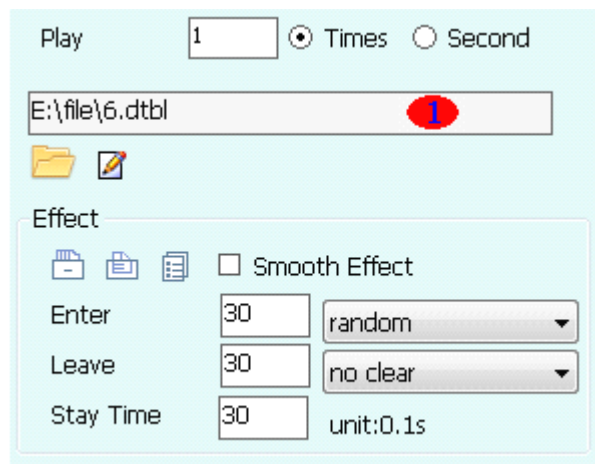 Play 1 Times Second
E:\file\6.dtbl 1
Effect
Smooth Effect
Enter 30 random
Leave 30 no clear
Stay Time 30 unit:0.1s